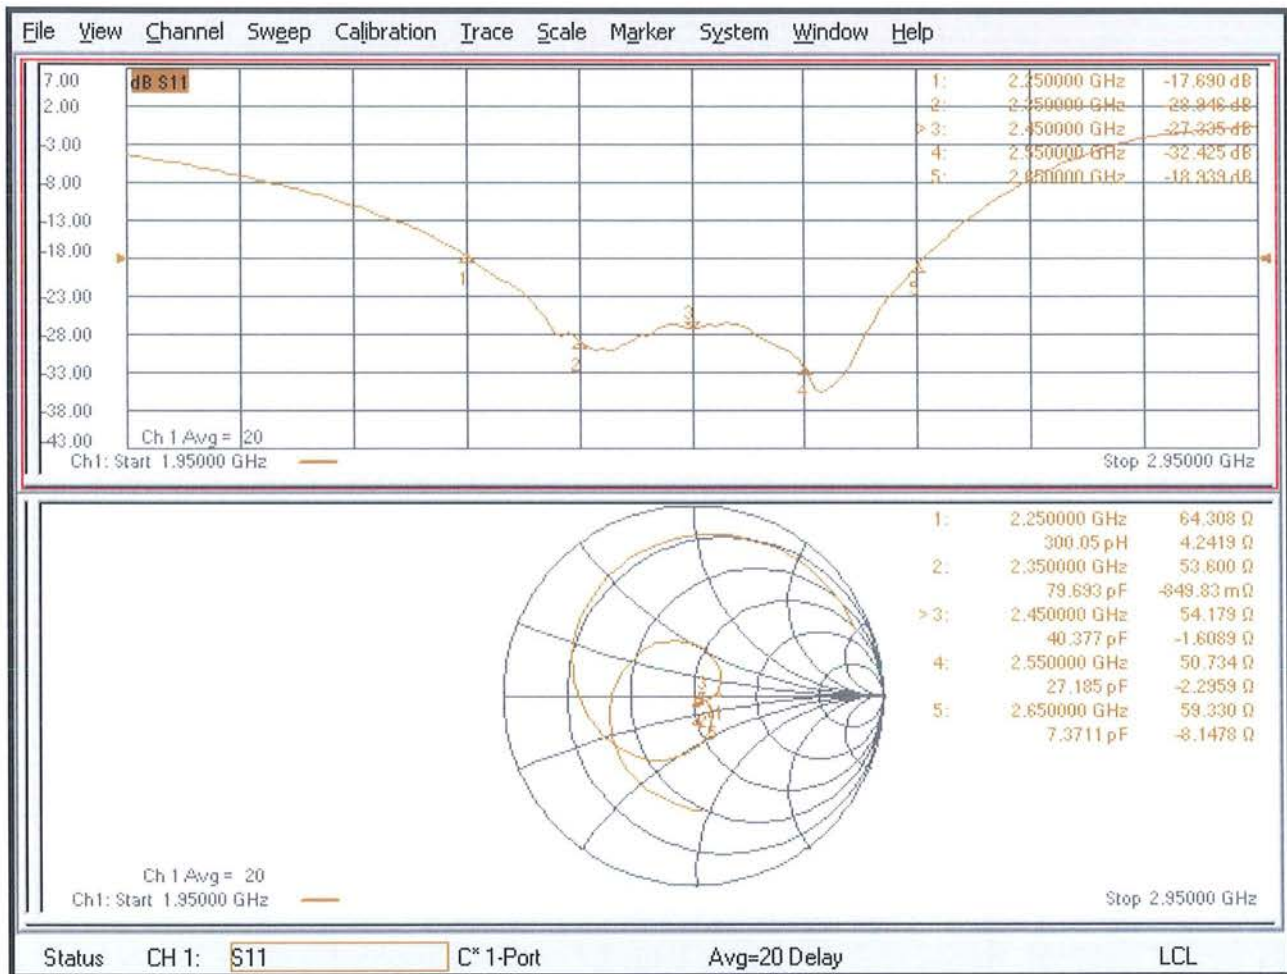 File View Channel Sweep Calibration Trace Scale Marker System Window Help
dB S11
7.00
2.00
-3.00
-8.00
-13.00
-18.00
-23.00
-28.00
-33.00
-38.00
-43.00
1: 2.250000 GHz -17.690 dB
2: 2.350000 GHz -28.946 dB
> 3: 2.450000 GHz -27.335 dB
4: 2.550000 GHz -32.425 dB
5: 2.650000 GHz -18.939 dB
1
2
3
4
5
Ch 1 Avg = 20
Ch1: Start 1.95000 GHz
Stop 2.95000 GHz
1: 2.250000 GHz 64.308 Ω
300.05 pH 4.2419 Ω
2: 2.350000 GHz 53.600 Ω
79.693 pF -849.83 mΩ
> 3: 2.450000 GHz 54.179 Ω
40.377 pF -1.6089 Ω
4: 2.550000 GHz 50.734 Ω
27.185 pF -2.2959 Ω
5: 2.650000 GHz 59.330 Ω
7.3711 pF -8.1478 Ω
Ch 1 Avg = 20
Ch1: Start 1.95000 GHz
Stop 2.95000 GHz
Status CH 1: S11 C* 1-Port Avg=20 Delay LCL